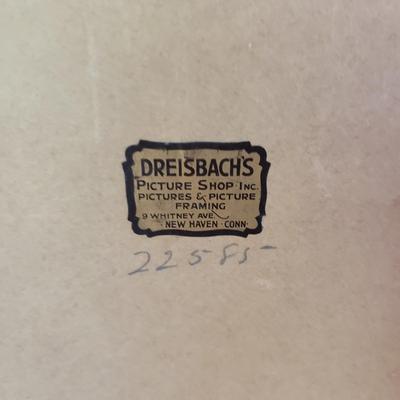 DREISBACH'S
PICTURE SHOP INC.
PICTURES & PICTURE
FRAMING
9 WHITNEY AVE.
NEW HAVEN · CONN.
22585